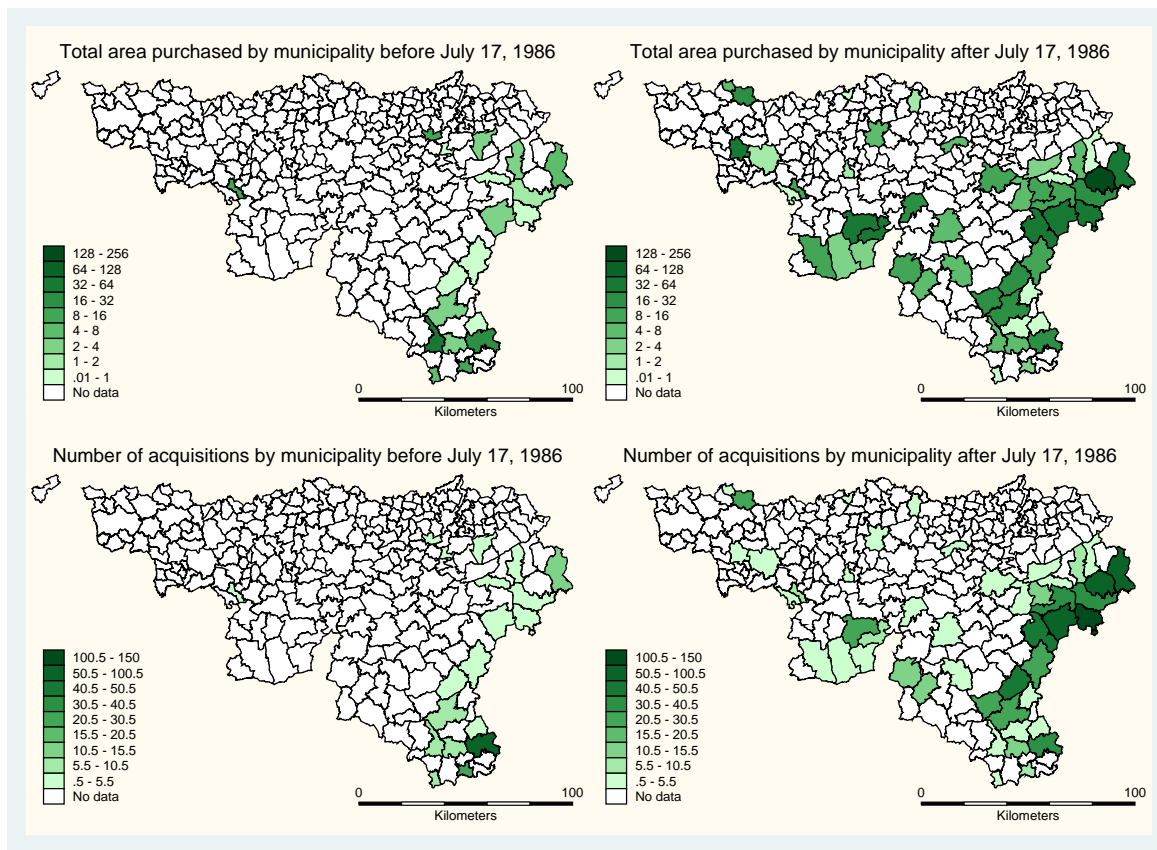 Total area purchased by municipality before July 17, 1986
128 - 256
64 - 128
32 - 64
16 - 32
8 - 16
4 - 8
2 - 4
1 - 2
.01 - 1
No data
0 100
Kilometers
Total area purchased by municipality after July 17, 1986
128 - 256
64 - 128
32 - 64
16 - 32
8 - 16
4 - 8
2 - 4
1 - 2
.01 - 1
No data
0 100
Kilometers
Number of acquisitions by municipality before July 17, 1986
100.5 - 150
50.5 - 100.5
40.5 - 50.5
30.5 - 40.5
20.5 - 30.5
15.5 - 20.5
10.5 - 15.5
5.5 - 10.5
.5 - 5.5
No data
0 100
Kilometers
Number of acquisitions by municipality after July 17, 1986
100.5 - 150
50.5 - 100.5
40.5 - 50.5
30.5 - 40.5
20.5 - 30.5
15.5 - 20.5
10.5 - 15.5
5.5 - 10.5
.5 - 5.5
No data
0 100
Kilometers